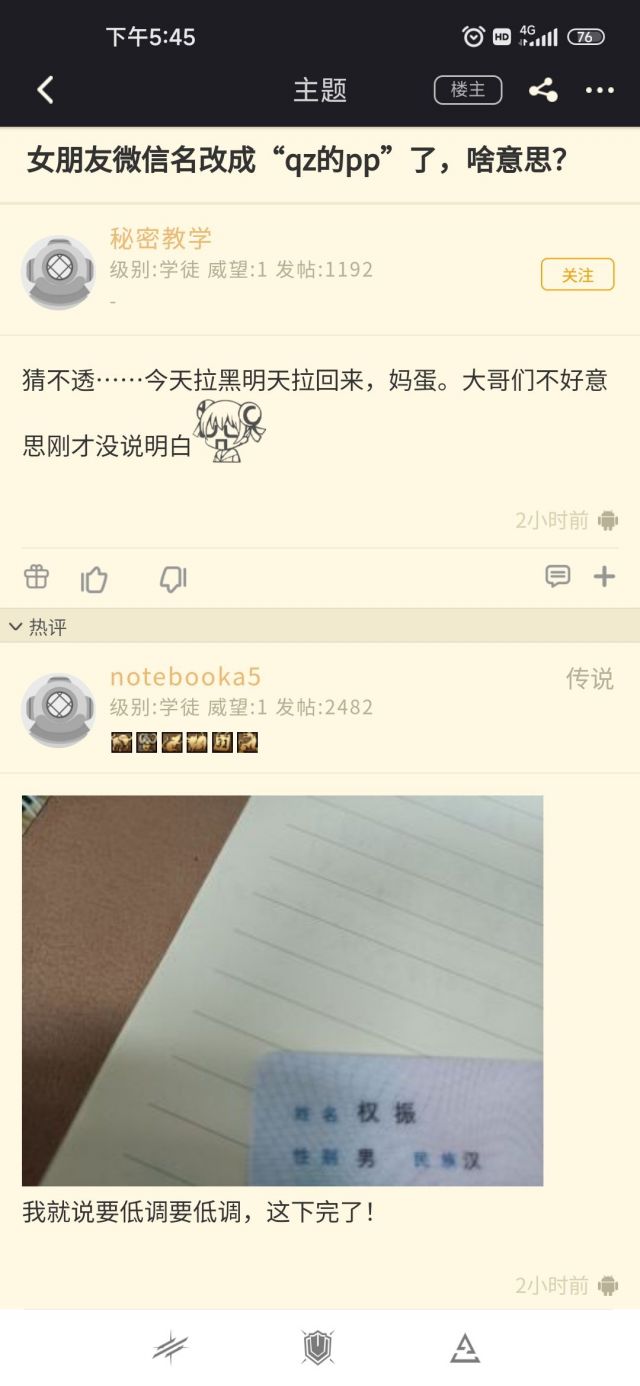 下午5:45
HD 4G 76
主题 楼主
女朋友微信名改成“qz的pp”了，啥意思？
秘密教学
级别:学徒 威望:1 发帖:1192
关注
-
猜不透……今天拉黑明天拉回来，妈蛋。大哥们不好意
思刚才没说明白
2小时前
热评
notebooka5
传说
级别:学徒 威望:1 发帖:2482
姓名 权振
性别 男 民族 汉
我就说要低调要低调，这下完了！
2小时前